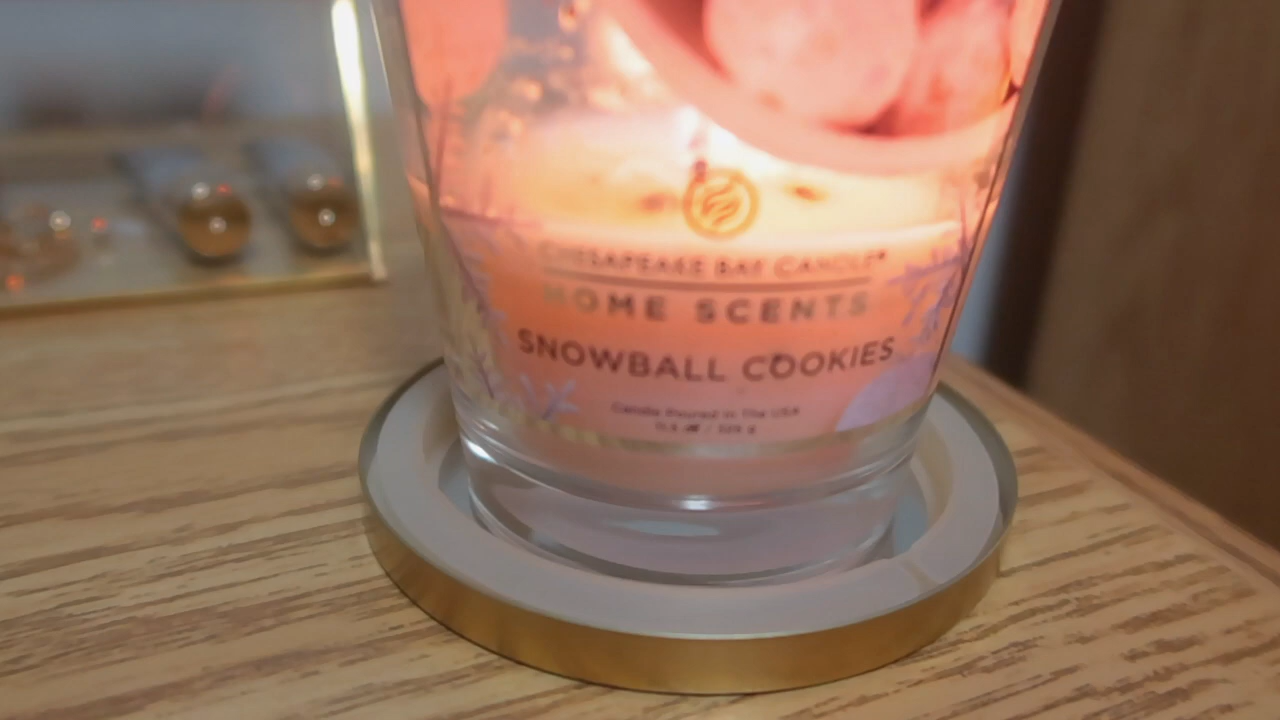 CHESAPEAKE BAY CANDLE®
HOME SCENTS
SNOWBALL COOKIES
Candle Poured In The USA